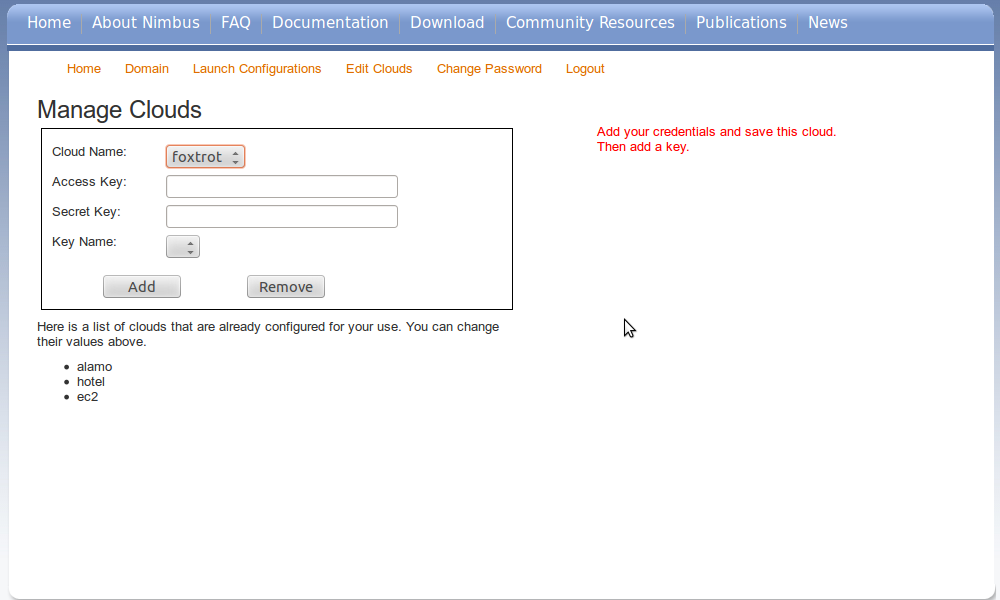 Home About Nimbus FAQ Documentation Download Community Resources Publications News
Home Domain Launch Configurations Edit Clouds Change Password Logout
Manage Clouds
Cloud Name: foxtrot
Access Key:
Secret Key:
Key Name:
Add Remove
Add your credentials and save this cloud.
Then add a key.
Here is a list of clouds that are already configured for your use. You can change
their values above.
alamo
hotel
ec2